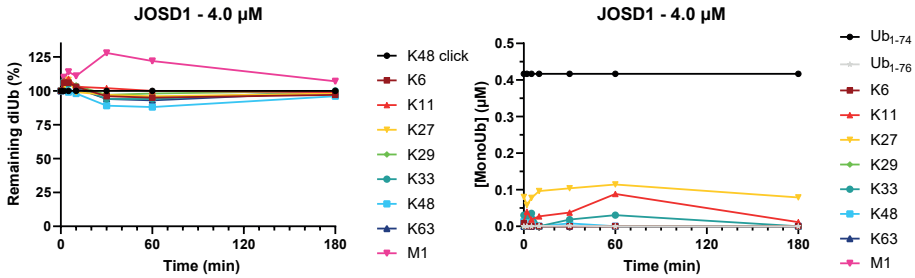 JOSD1 - 4.0 µM
Remaining diUb (%)
125
100
75
50
25
0
0
60
120
180
Time (min)
K48 click
K6
K11
K27
K29
K33
K48
K63
M1
JOSD1 - 4.0 µM
[MonoUb] (µM)
0.5
0.4
0.3
0.2
0.1
0.0
0
60
120
180
Time (min)
Ub1-74
Ub1-76
K6
K11
K27
K29
K33
K48
K63
M1